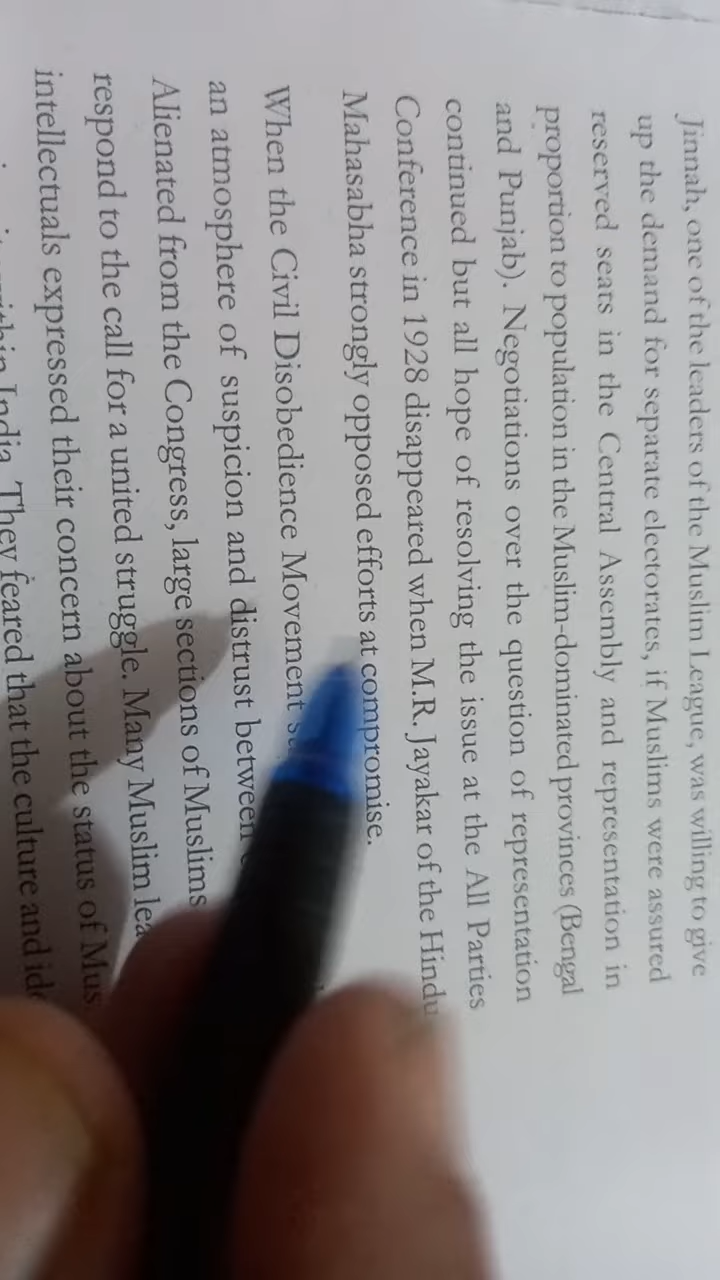 Jinnah, one of the leaders of the Muslim League, was willing to give
up the demand for separate electorates, if Muslims were assured
reserved seats in the Central Assembly and representation in
proportion to population in the Muslim-dominated provinces (Bengal
and Punjab). Negotiations over the question of representation
continued but all hope of resolving the issue at the All Parties
Conference in 1928 disappeared when M.R. Jayakar of the Hindu
Mahasabha strongly opposed efforts at compromise.
When the Civil Disobedience Movement
an atmosphere of suspicion and distrust between
Alienated from the Congress, large sections of Muslims
respond to the call for a united struggle. Many Muslim
intellectuals expressed their concern about the status of
within India. They feared that the culture and